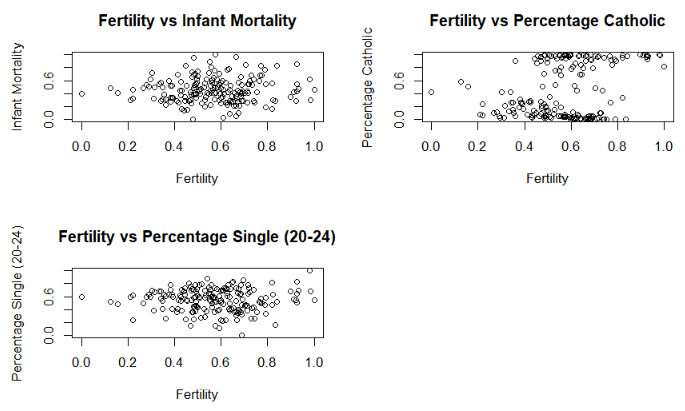 Fertility vs Infant Mortality
Infant Mortality
0.0 0.6
0.0 0.2 0.4 0.6 0.8 1.0
Fertility
Fertility vs Percentage Catholic
Percentage Catholic
0.0 0.6
0.0 0.2 0.4 0.6 0.8 1.0
Fertility
Fertility vs Percentage Single (20-24)
Percentage Single (20-24)
0.0 0.6
0.0 0.2 0.4 0.6 0.8 1.0
Fertility